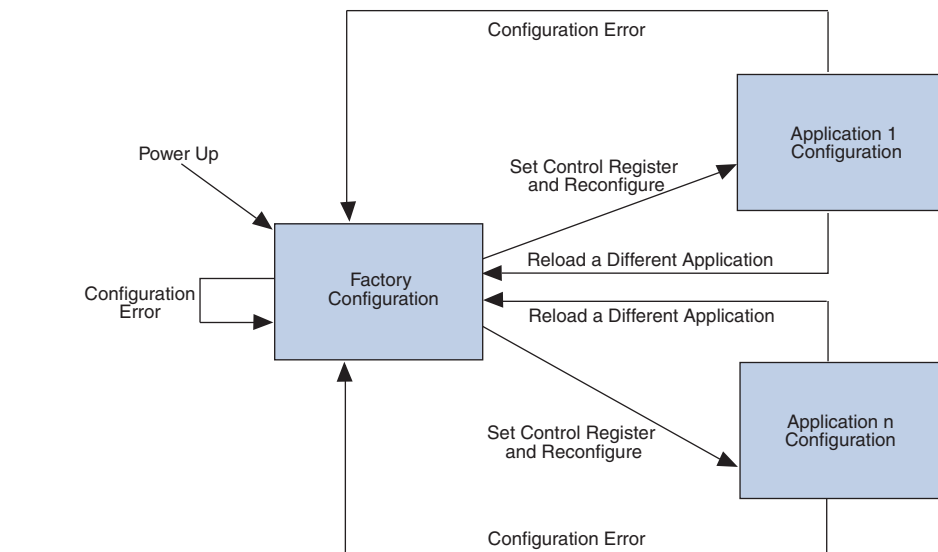 Configuration Error
Application 1
Configuration
Power Up
Set Control Register
and Reconfigure
Reload a Different Application
Factory
Configuration
Configuration
Error
Reload a Different Application
Application n
Configuration
Set Control Register
and Reconfigure
Configuration Error